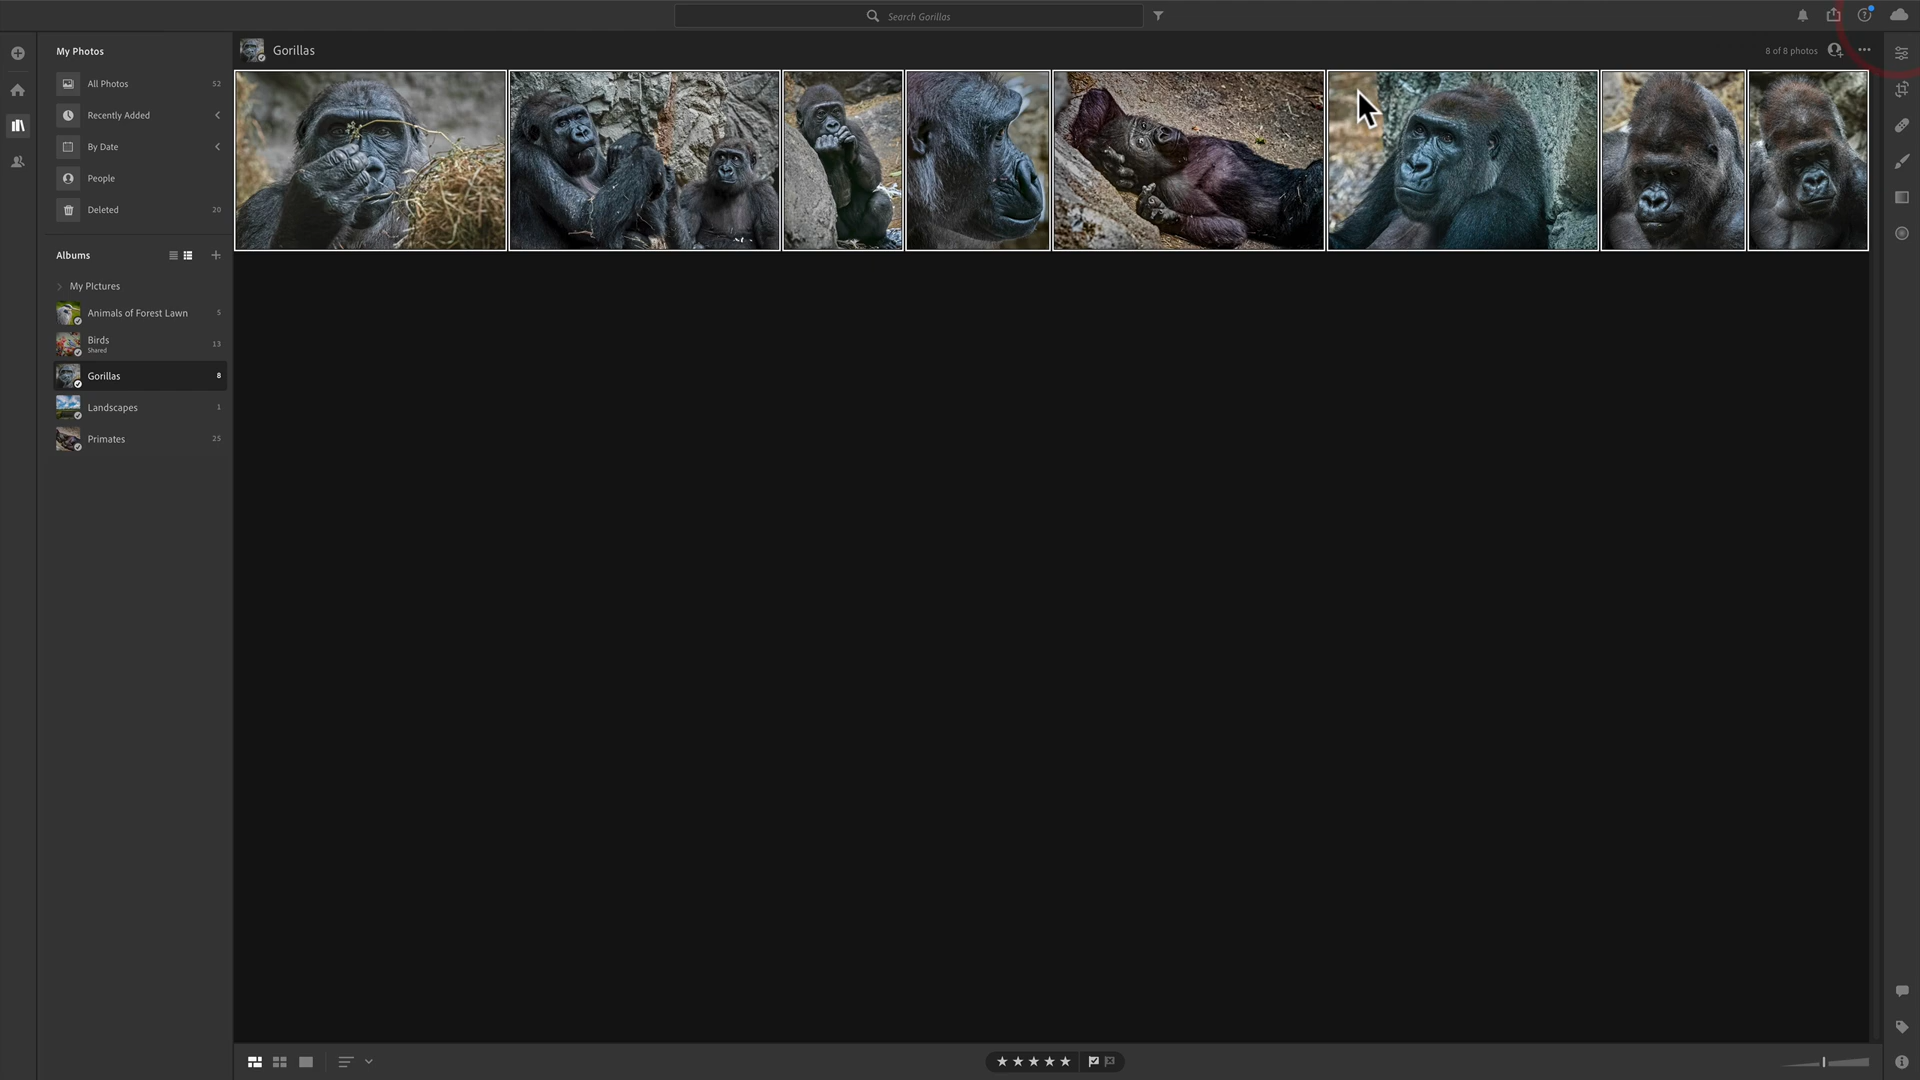 Search Gorillas
My Photos
All Photos 52
Recently Added
By Date
People
Deleted 20
Albums
My PIctures
Animals of Forest Lawn 5
Birds 13
Shared
Gorillas 8
Landscapes 1
Primates 25
Gorillas
8 of 8 photos